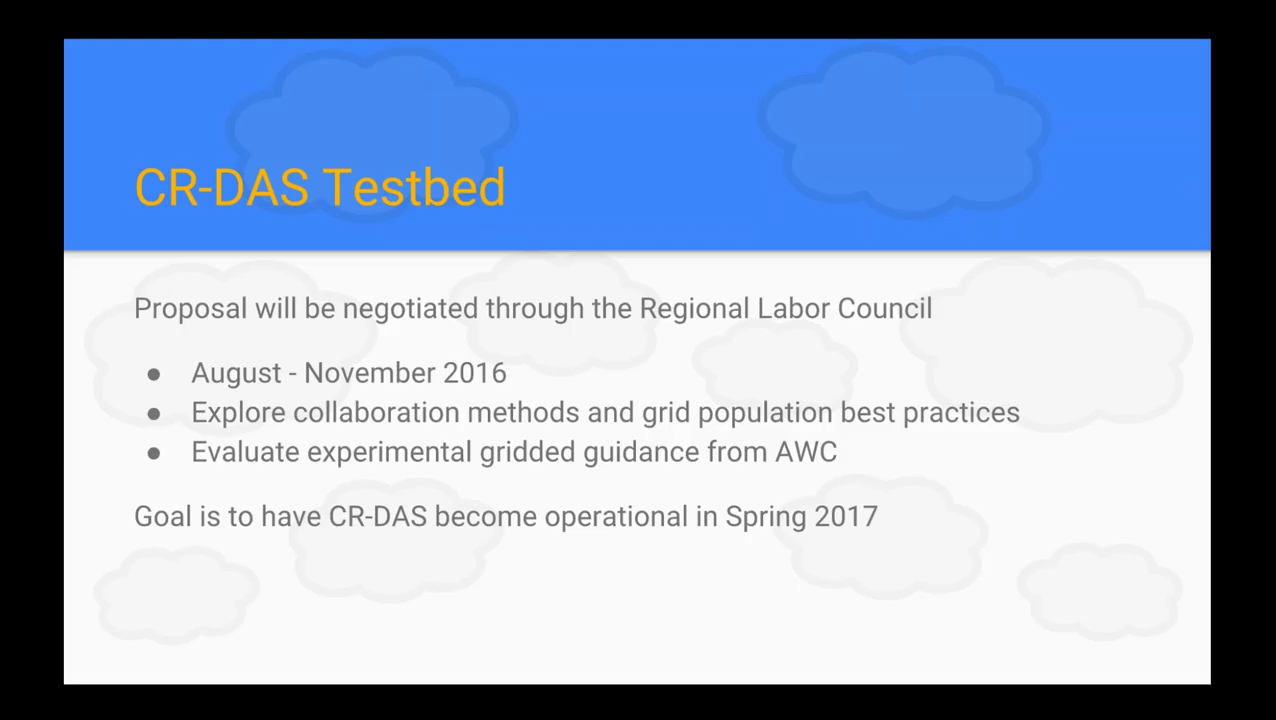 CR-DAS Testbed
Proposal will be negotiated through the Regional Labor Council
● August - November 2016
● Explore collaboration methods and grid population best practices
● Evaluate experimental gridded guidance from AWC
Goal is to have CR-DAS become operational in Spring 2017